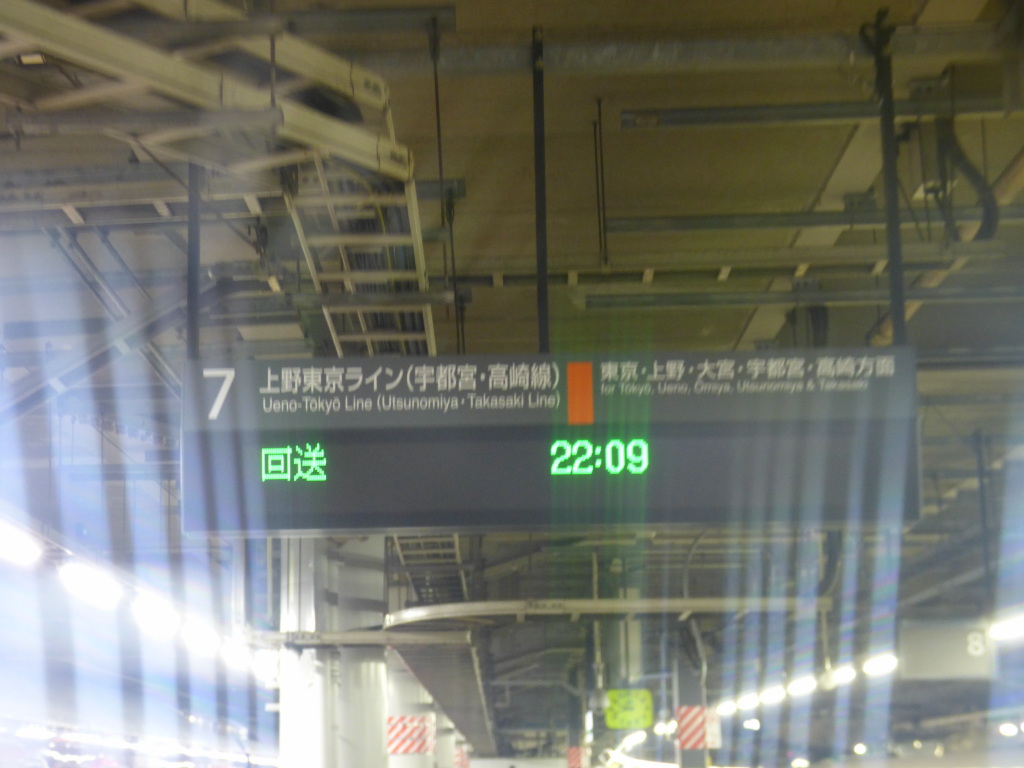 7
上野東京ライン(宇都宮・高崎線)
Ueno-Tōkyō Line (Utsunomiya・Takasaki Line)
東京・上野・大宮・宇都宮・高崎方面
for Tōkyō, Ueno, Ōmiya, Utsunomiya & Takasaki
回送 22:09
8